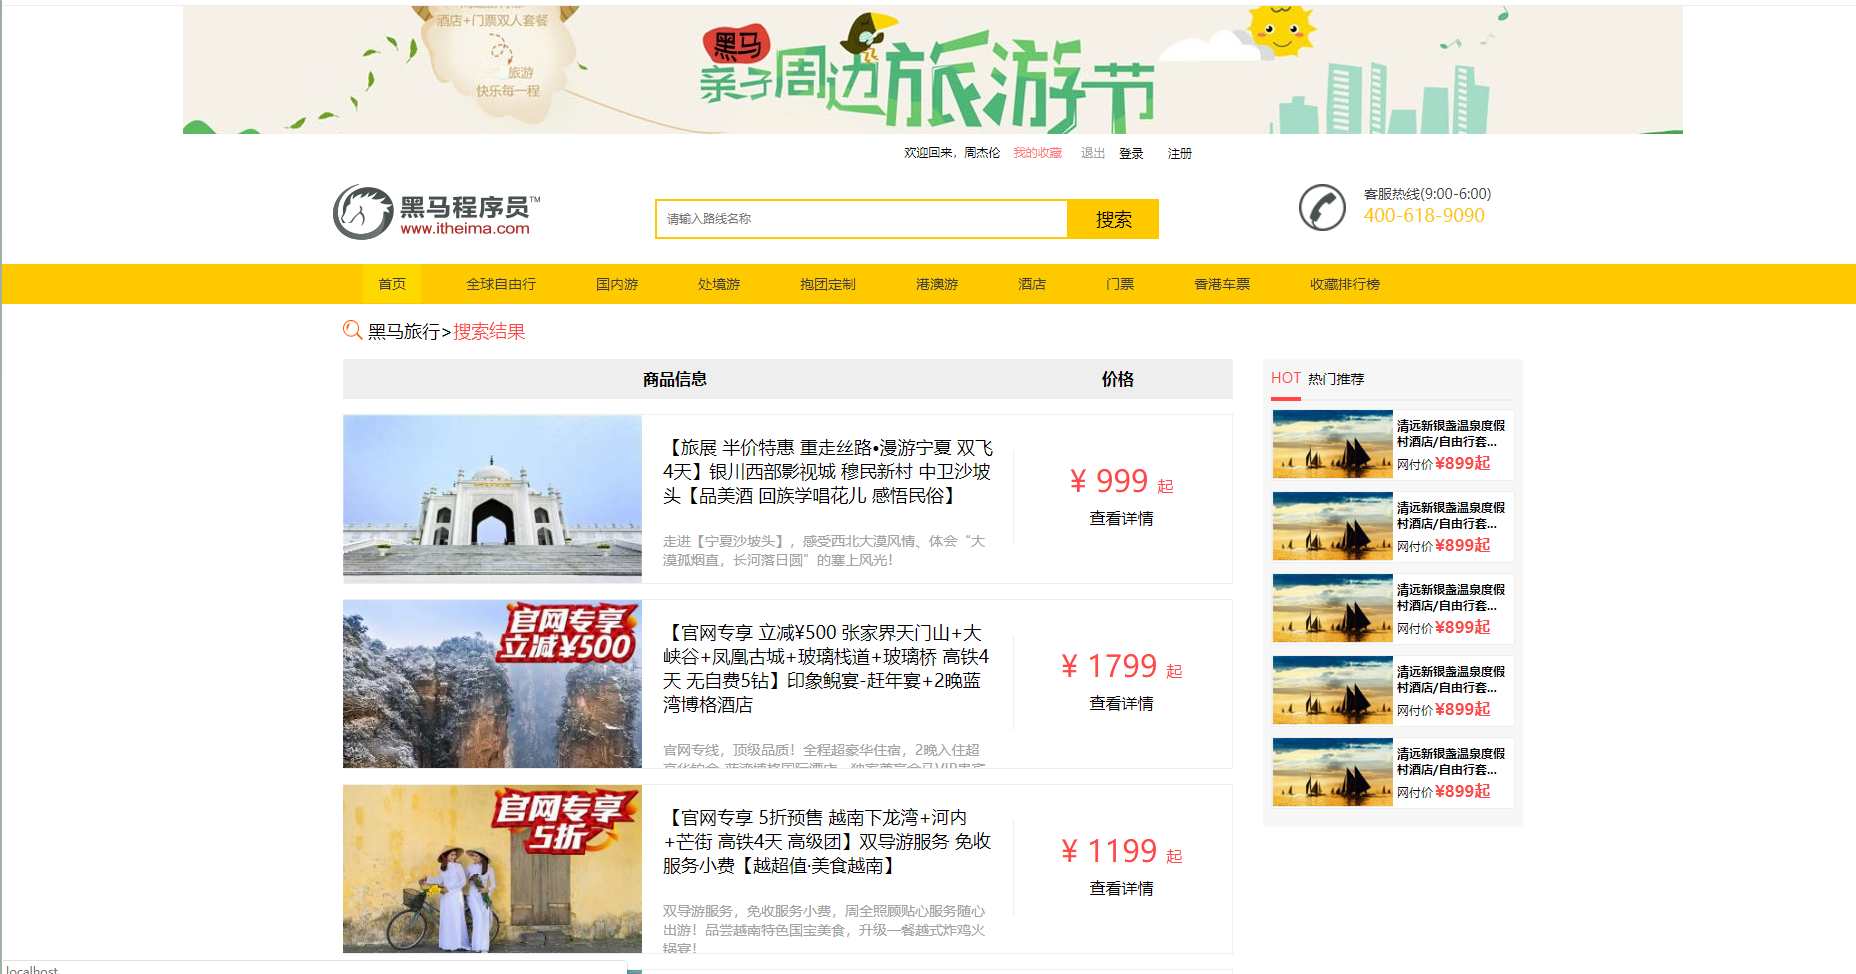 酒店+门票双人套餐
旅游
快乐每一程
黑马
亲子周边旅游节
欢迎回来，周杰伦 我的收藏 退出 登录 注册
黑马程序员™
www.itheima.com
请输入路线名称
搜索
客服热线(9:00-6:00)
400-618-9090
首页 全球自由行 国内游 处境游 抱团定制 港澳游 酒店 门票 香港车票 收藏排行榜
黑马旅行>搜索结果
商品信息 价格
【旅展 半价特惠 重走丝路•漫游宁夏 双飞
4天】银川西部影视城 穆民新村 中卫沙坡
头【品美酒 回族学唱花儿 感悟民俗】
走进【宁夏沙坡头】，感受西北大漠风情、体会“大
漠孤烟直，长河落日圆”的塞上风光！
¥ 999 起
查看详情
官网专享
立减¥500
【官网专享 立减¥500 张家界天门山+大
峡谷+凤凰古城+玻璃栈道+玻璃桥 高铁4
天 无自费5钻】印象鲵宴-赶年宴+2晚蓝
湾博格酒店
官网专线，顶级品质！全程超豪华住宿，2晚入住超
¥ 1799 起
查看详情
官网专享
5折
【官网专享 5折预售 越南下龙湾+河内
+芒街 高铁4天 高级团】双导游服务 免收
服务小费【越超值·美食越南】
双导游服务，免收服务小费，周全照顾贴心服务随心
出游！品尝越南特色国宝美食，升级一餐越式炸鸡火
锅宴！
¥ 1199 起
查看详情
HOT 热门推荐
清远新银盏温泉度假
村酒店/自由行套...
网付价¥899起
清远新银盏温泉度假
村酒店/自由行套...
网付价¥899起
清远新银盏温泉度假
村酒店/自由行套...
网付价¥899起
清远新银盏温泉度假
村酒店/自由行套...
网付价¥899起
清远新银盏温泉度假
村酒店/自由行套...
网付价¥899起
localhost